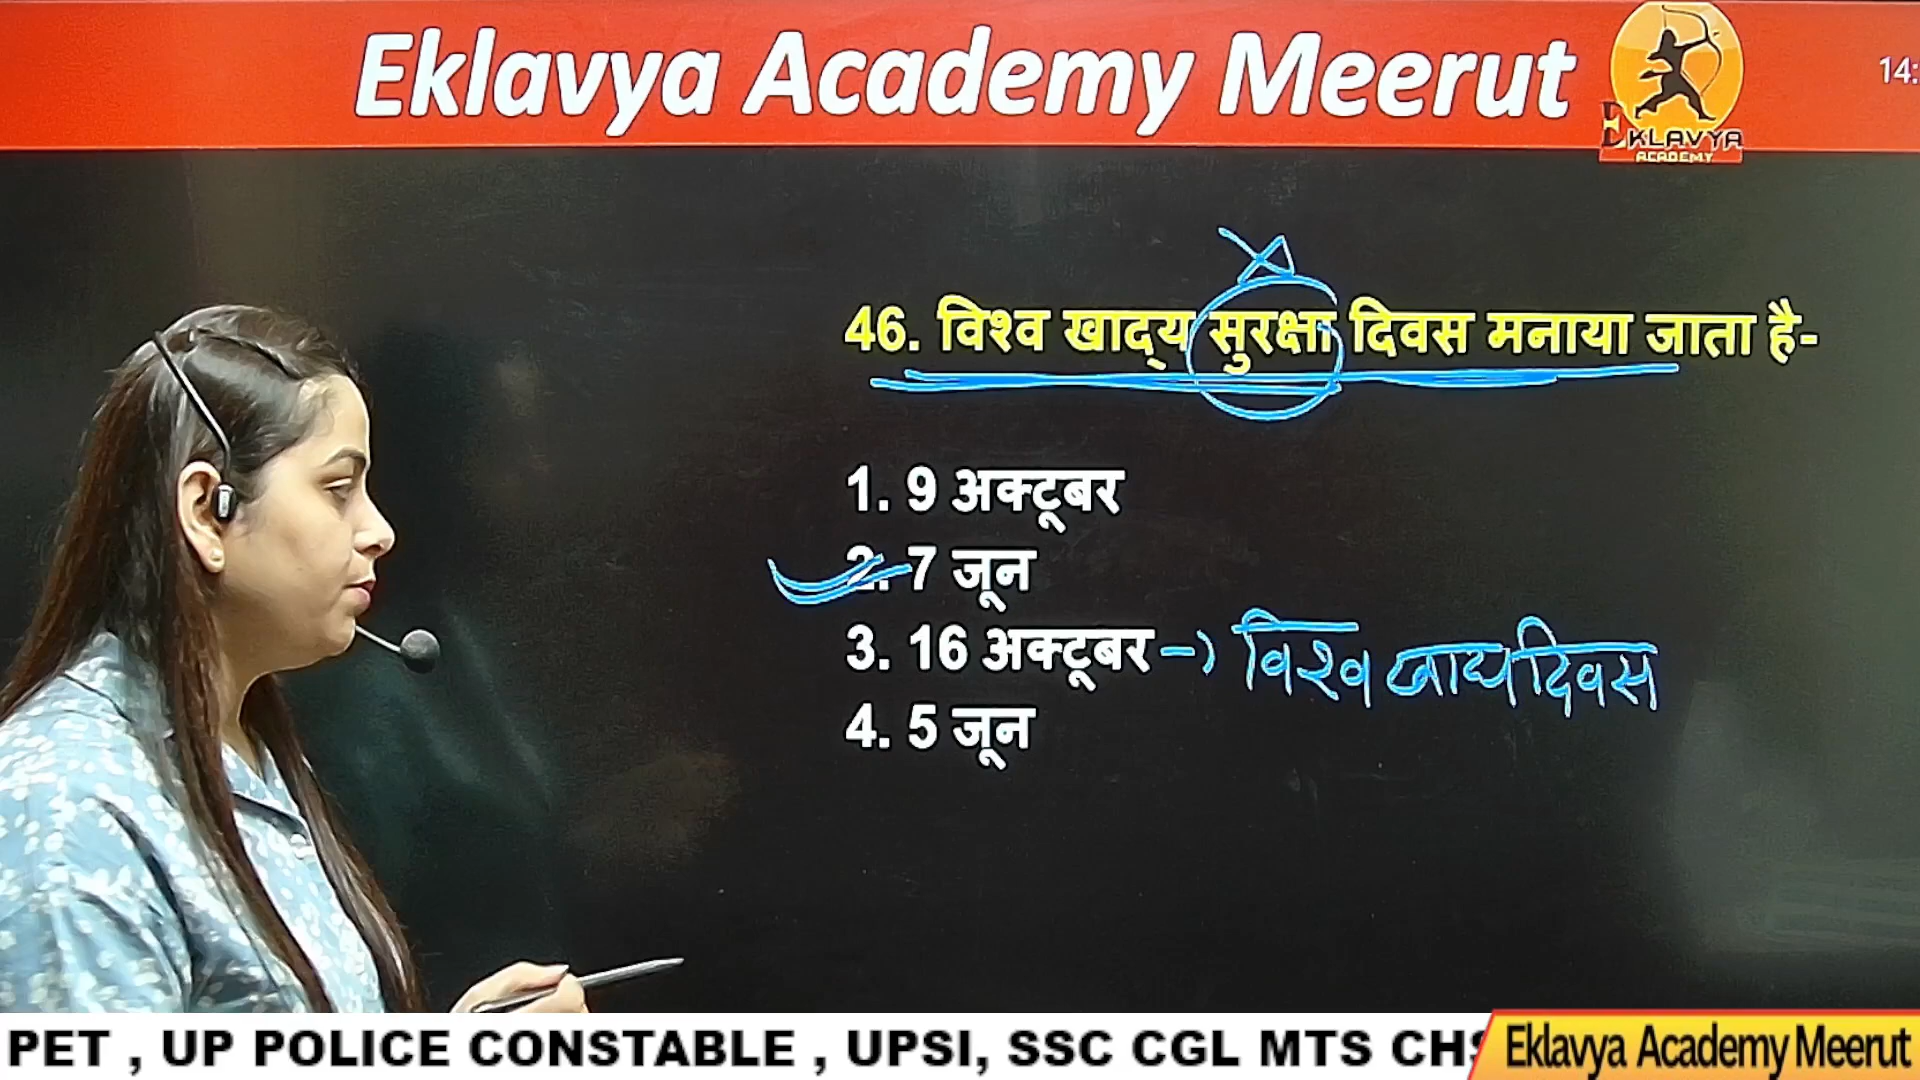 Eklavya Academy Meerut
EKLAVYA
ACADEMY
14:
46. विश्व खाद्य सुरक्षा दिवस मनाया जाता है-
1. 9 अक्टूबर
2. 7 जून
3. 16 अक्टूबर -> विश्व खाद्य दिवस
4. 5 जून
PET , UP POLICE CONSTABLE , UPSI, SSC CGL MTS CHS
Eklavya Academy Meerut